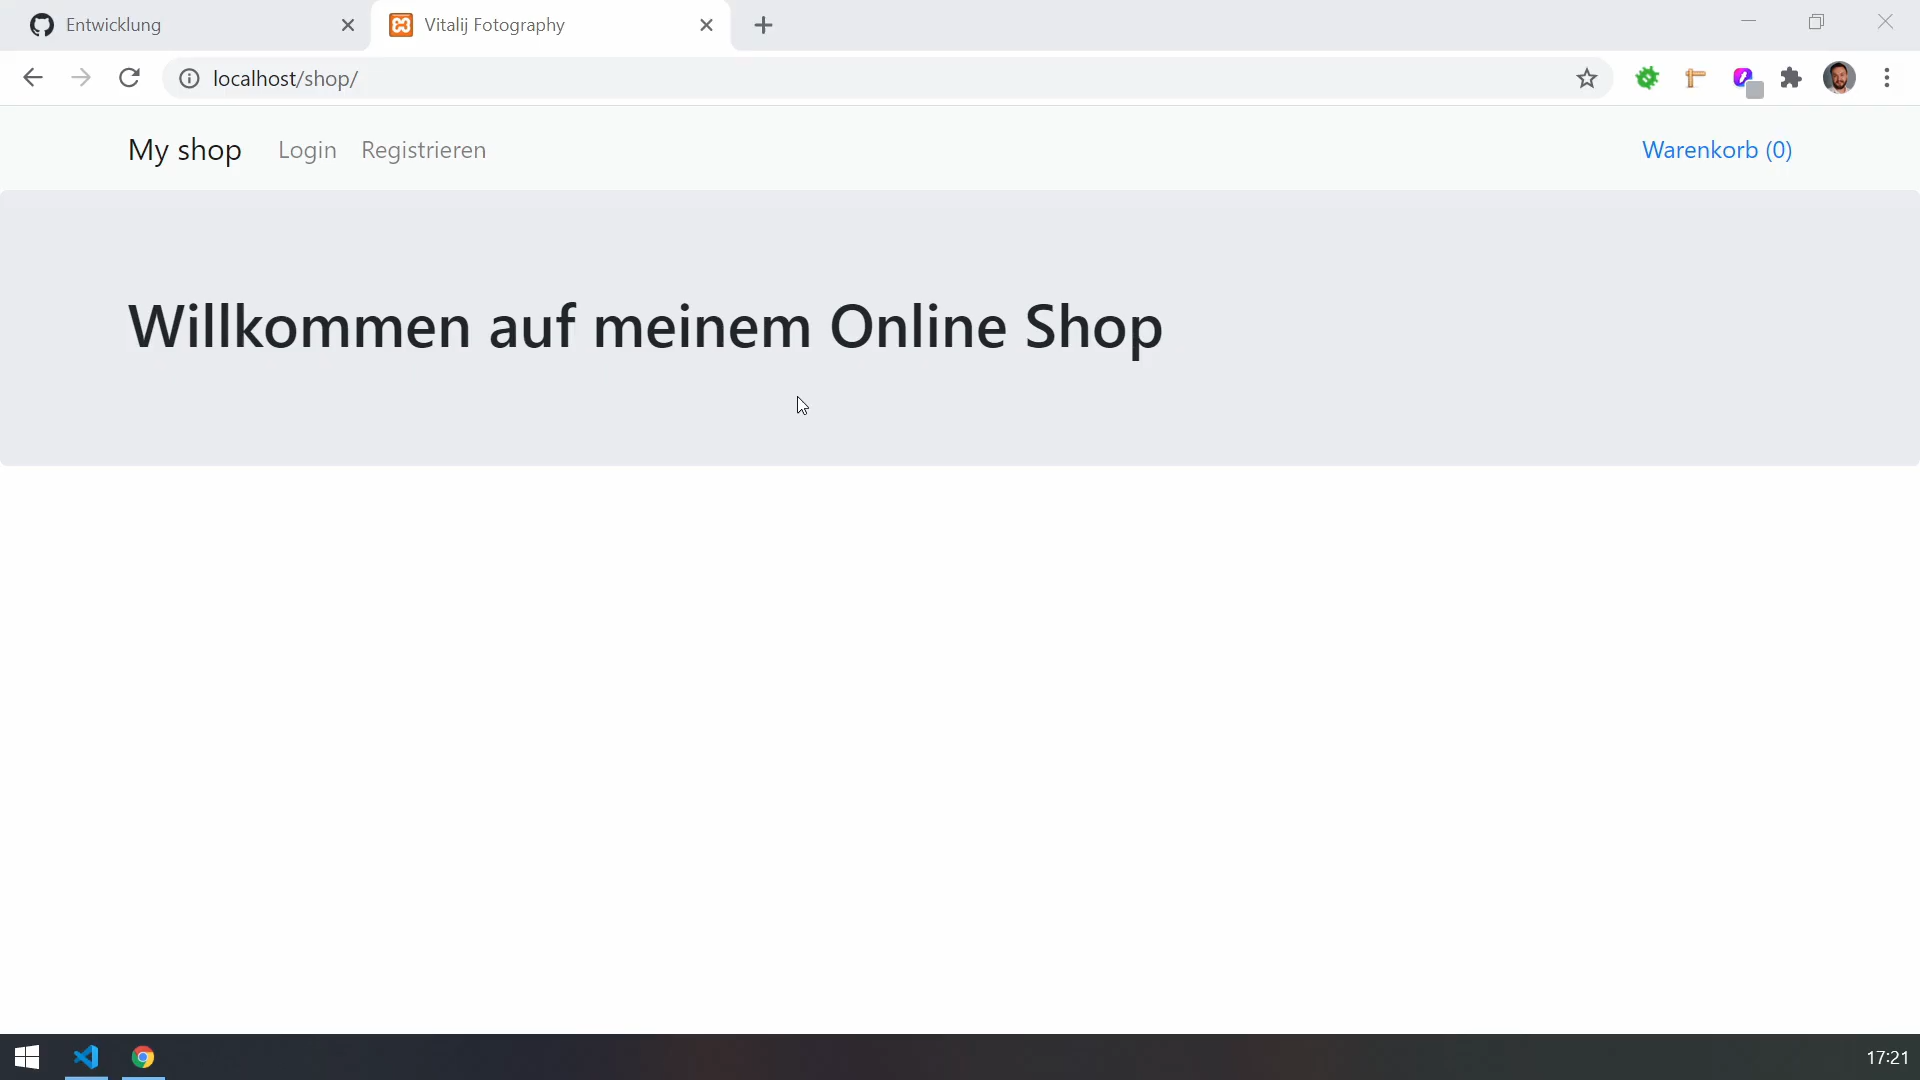 Entwicklung
Vitalij Fotography
localhost/shop/
My shop Login Registrieren Warenkorb (0)
Willkommen auf meinem Online Shop
17:21